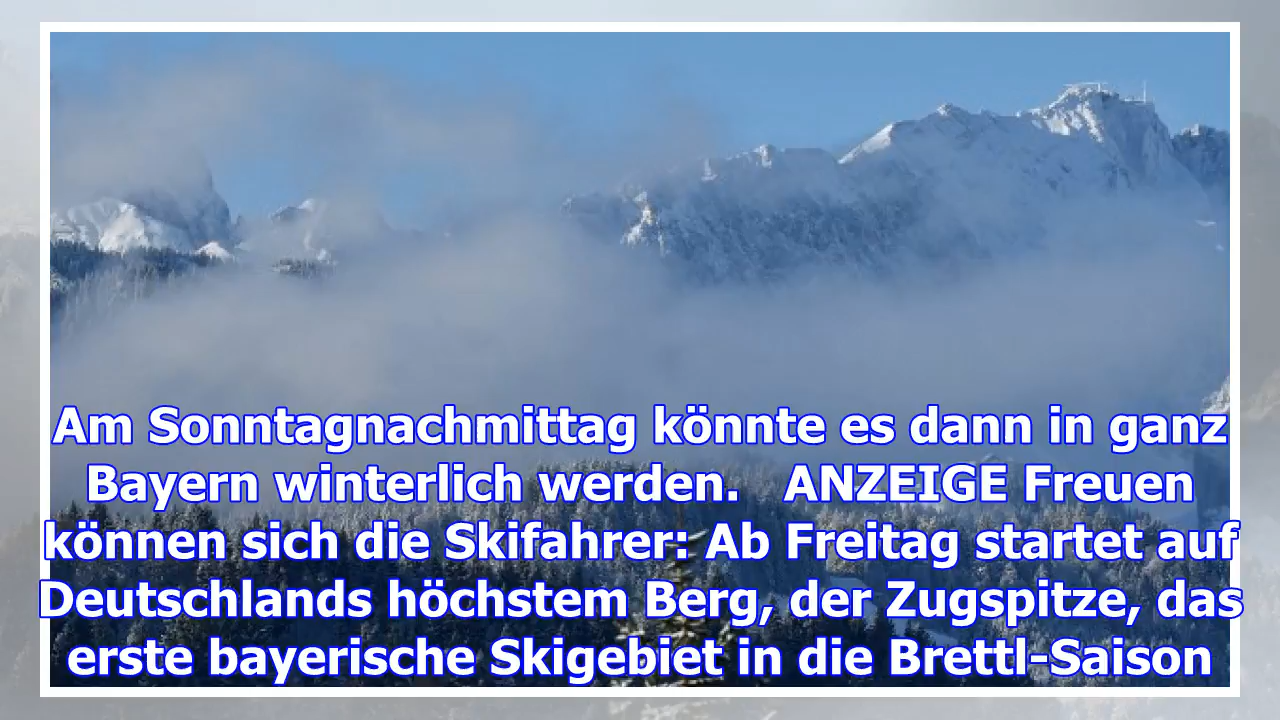 Am Sonntagnachmittag könnte es dann in ganz
Bayern winterlich werden.   ANZEIGE Freuen
können sich die Skifahrer: Ab Freitag startet auf
Deutschlands höchstem Berg, der Zugspitze, das
erste bayerische Skigebiet in die Brettl-Saison